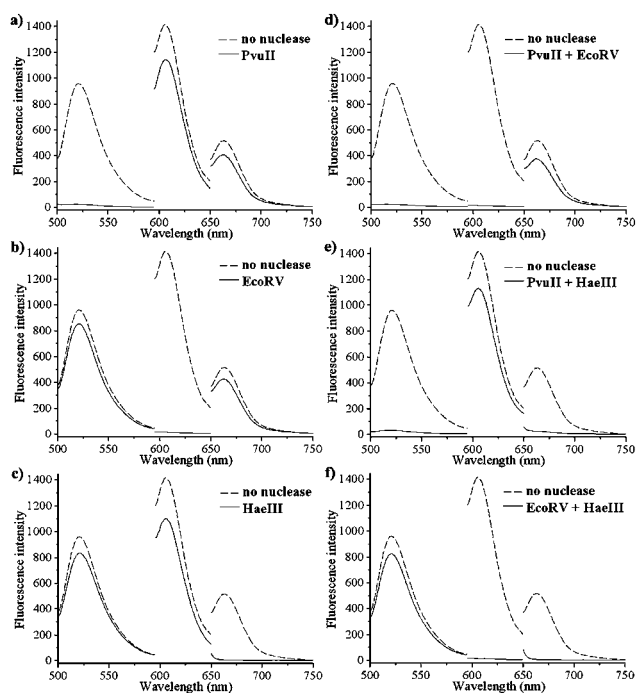 a)
no nuclease
PvuII
Fluorescence intensity
1400
1200
1000
800
600
400
200
0
500 550 600 650 700 750
Wavelength (nm)
b)
no nuclease
EcoRV
Fluorescence intensity
1400
1200
1000
800
600
400
200
0
500 550 600 650 700 750
Wavelength (nm)
c)
no nuclease
HaeIII
Fluorescence intensity
1400
1200
1000
800
600
400
200
0
500 550 600 650 700 750
Wavelength (nm)
d)
no nuclease
PvuII + EcoRV
Fluorescence intensity
1400
1200
1000
800
600
400
200
0
500 550 600 650 700 750
Wavelength (nm)
e)
no nuclease
PvuII + HaeIII
Fluorescence intensity
1400
1200
1000
800
600
400
200
0
500 550 600 650 700 750
Wavelength (nm)
f)
no nuclease
EcoRV + HaeIII
Fluorescence intensity
1400
1200
1000
800
600
400
200
0
500 550 600 650 700 750
Wavelength (nm)